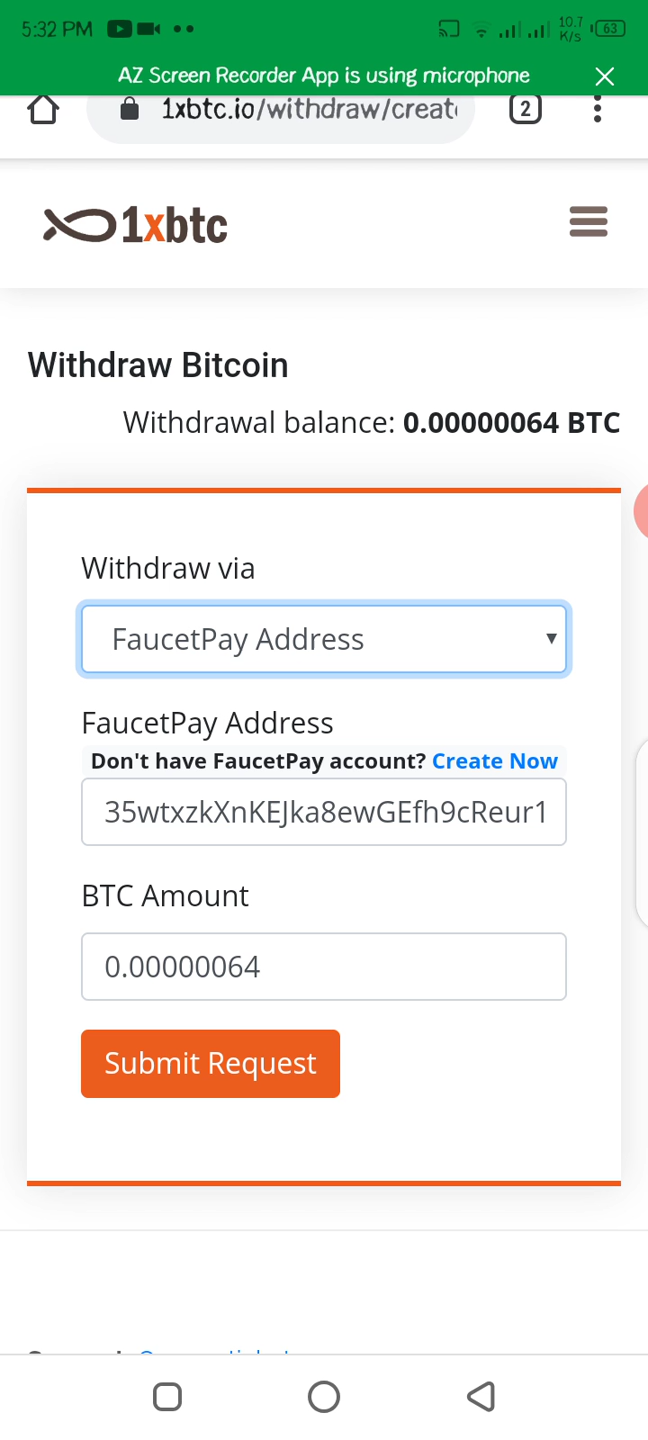 5:32 PM
10.7
K/s
63
AZ Screen Recorder App is using microphone
1xbtc.io/withdraw/creat
2
1xbtc
Withdraw Bitcoin
Withdrawal balance: 0.00000064 BTC
Withdraw via
FaucetPay Address
FaucetPay Address
Don't have FaucetPay account? Create Now
35wtxzkXnKEJka8ewGEfh9cReur1
BTC Amount
0.00000064
Submit Request